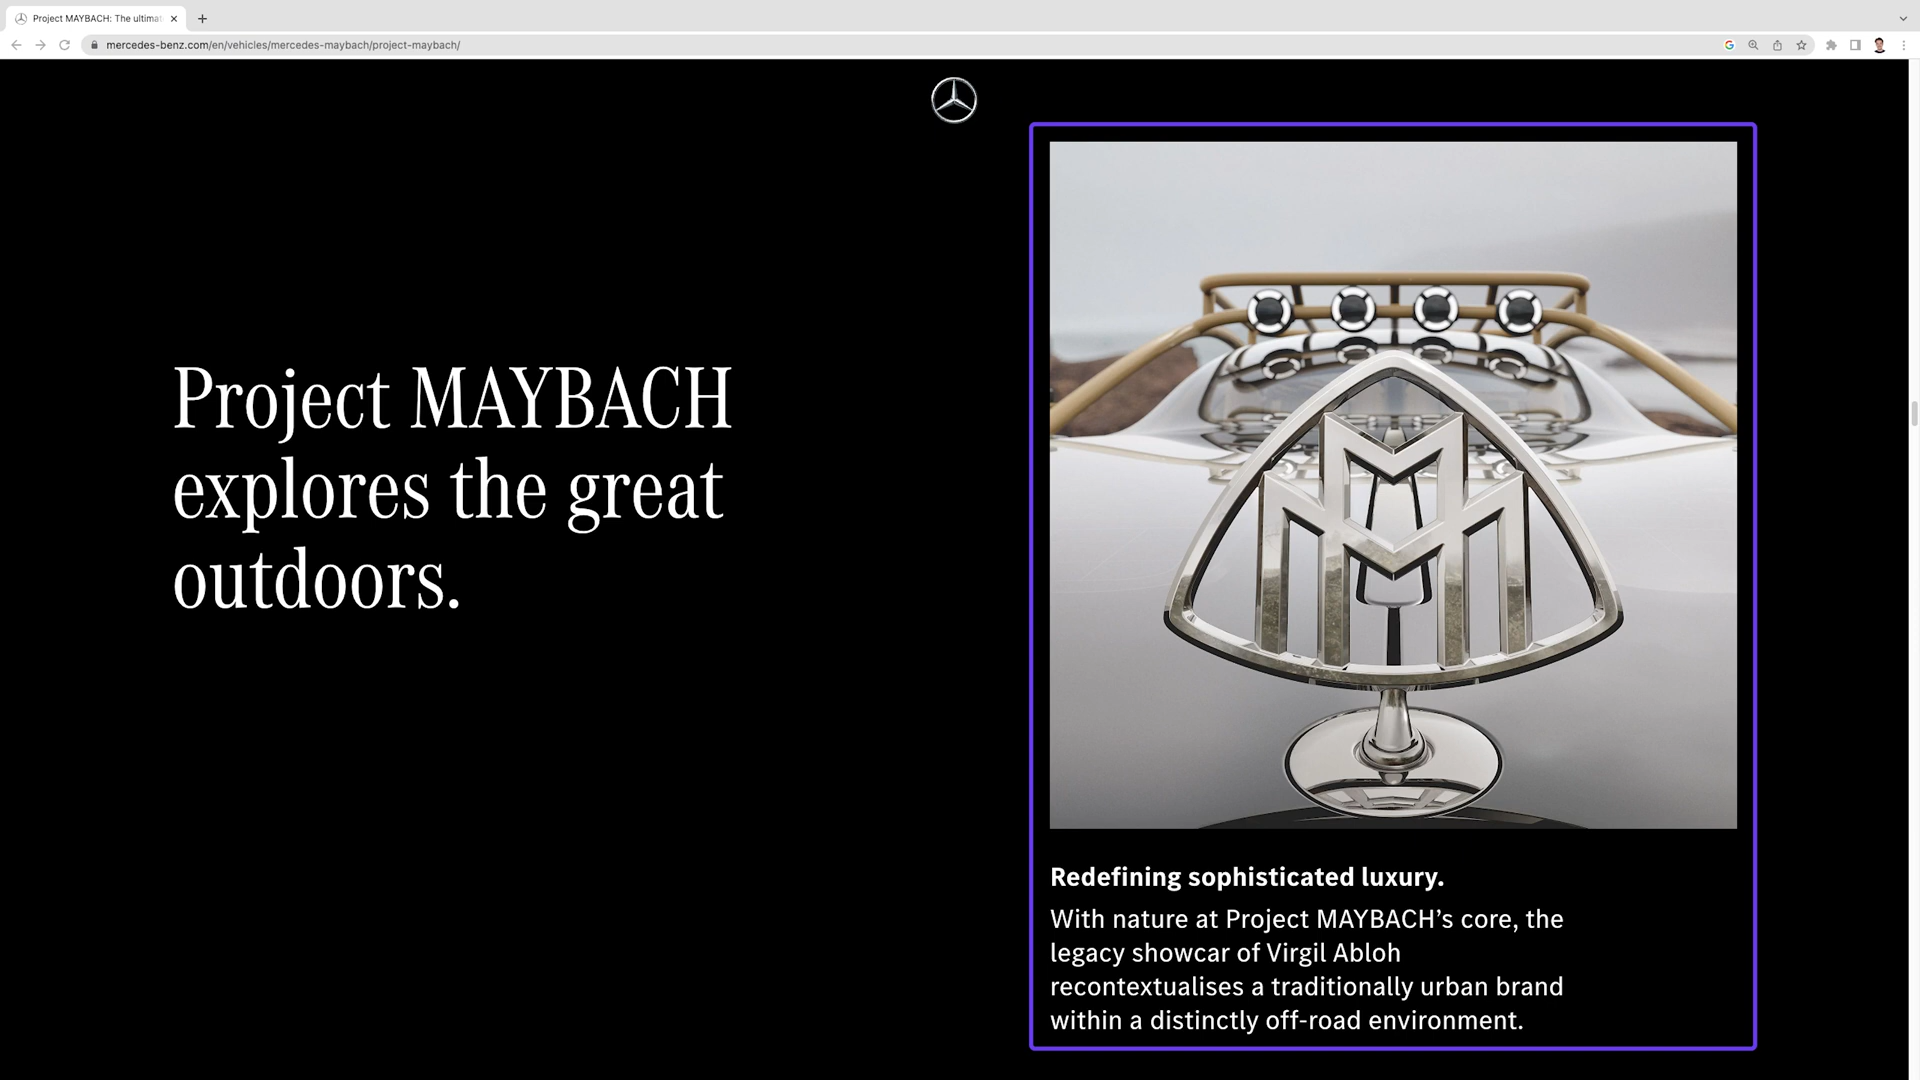 Project MAYBACH: The ultimat
mercedes-benz.com/en/vehicles/mercedes-maybach/project-maybach/
Project MAYBACH
explores the great
outdoors.
Redefining sophisticated luxury.
With nature at Project MAYBACH’s core, the
legacy showcar of Virgil Abloh
recontextualises a traditionally urban brand
within a distinctly off-road environment.